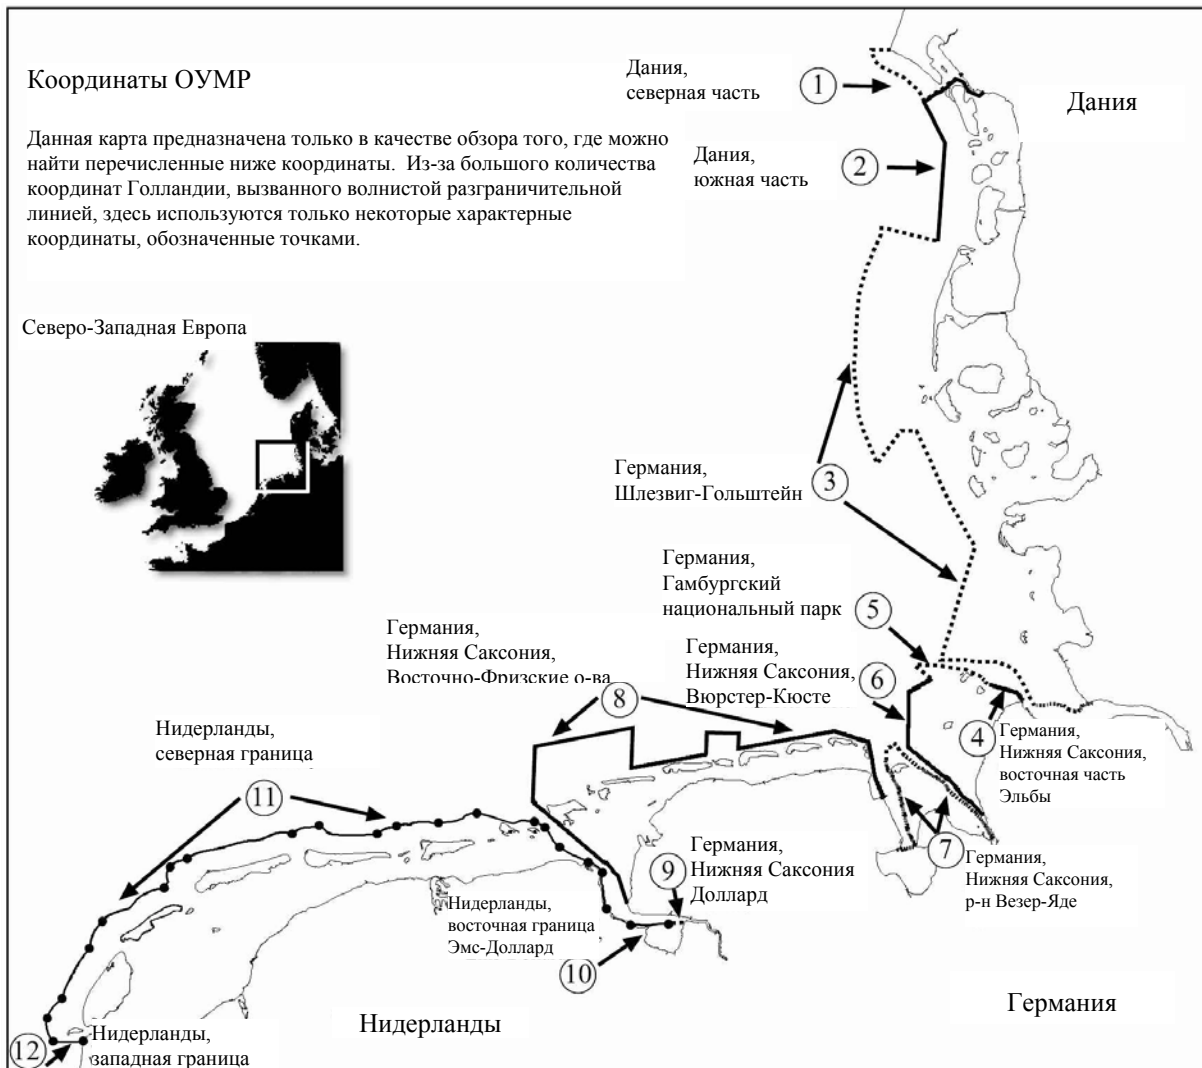 Координаты ОУМР
Данная карта предназначена только в качестве обзора того, где можно
найти перечисленные ниже координаты. Из-за большого количества
координат Голландии, вызванного волнистой разграничительной
линией, здесь используются только некоторые характерные
координаты, обозначенные точками.
Северо-Западная Европа
Дания,
северная часть
1
Дания
Дания,
южная часть
2
Германия,
Шлезвиг-Гольштейн
3
Германия,
Гамбургский
национальный парк
5
Германия,
Нижняя Саксония,
Восточно-Фризские о-ва
8
Германия,
Нижняя Саксония,
Вюрстер-Кюсте
6
4
Германия,
Нижняя Саксония,
восточная часть
Эльбы
Нидерланды,
северная граница
11
7
Германия,
Нижняя Саксония,
р-н Везер-Яде
9
Германия,
Нижняя Саксония
Доллард
Нидерланды,
восточная граница
Эмс-Доллард
10
Германия
Нидерланды
12
Нидерланды,
западная граница